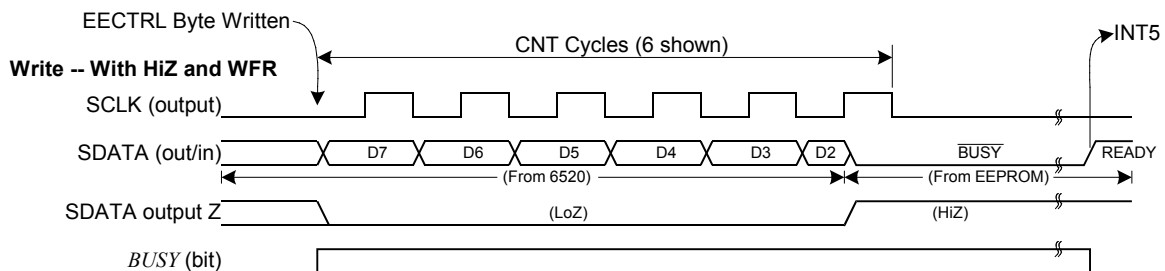 EECTRL Byte Written
INT5
CNT Cycles (6 shown)
Write -- With HiZ and WFR
SCLK (output)
SDATA (out/in) D7 D6 D5 D4 D3 D2 BUSY READY
(From 6520) (From EEPROM)
SDATA output Z (LoZ) (HiZ)
BUSY (bit)